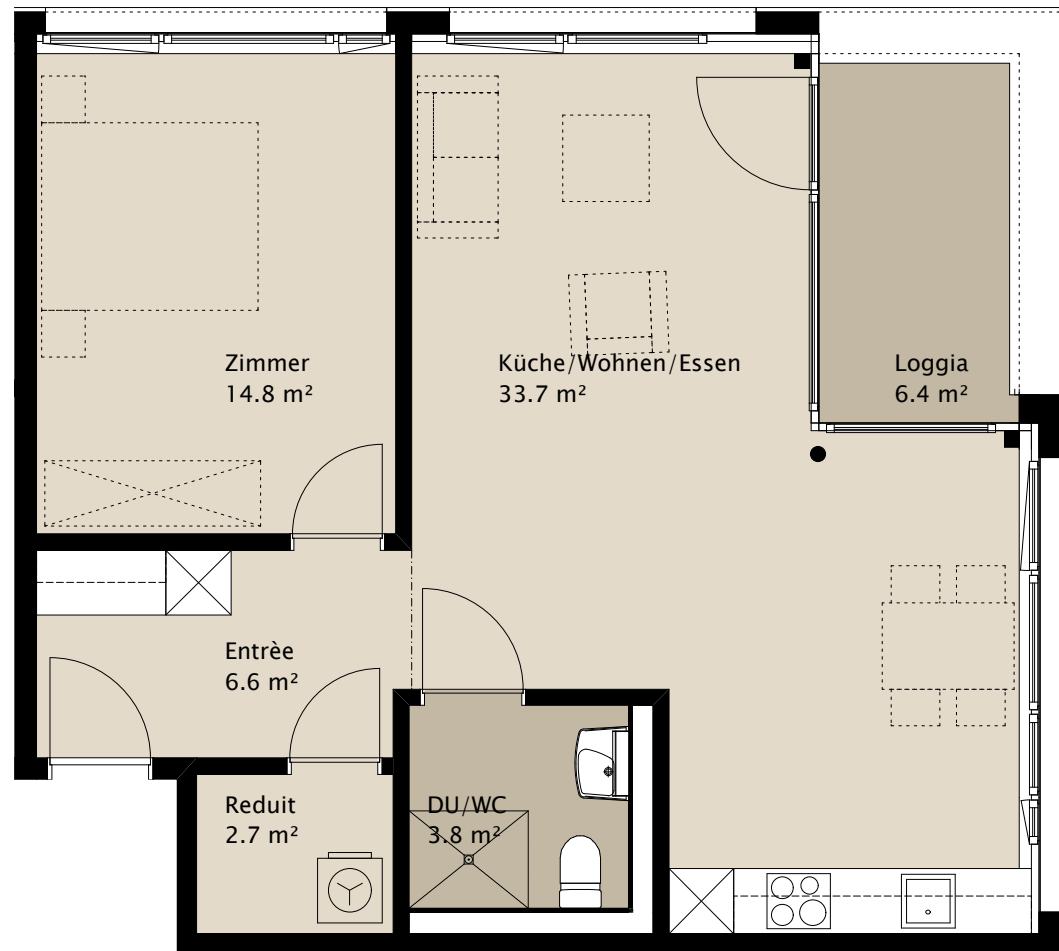 Zimmer
14.8 m²
Küche/Wohnen/Essen
33.7 m²
Loggia
6.4 m²
Entrèe
6.6 m²
Reduit
2.7 m²
DU/WC
3.8 m²